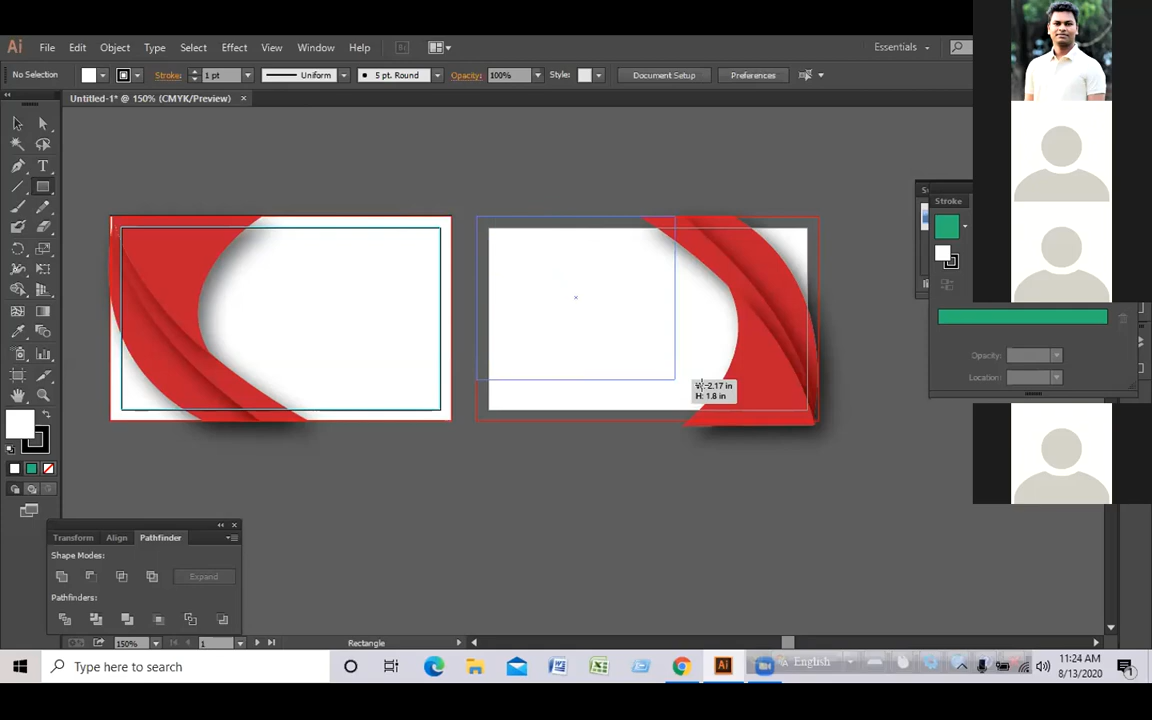 Ai File Edit Object Type Select Effect View Window Help Br Essentials
No Selection Stroke: 1 pt Uniform 5 pt. Round Opacity: 100% Style: Document Setup Preferences
Untitled-1* @ 150% (CMYK/Preview) ×
T
Stroke
W: 2.17 in
H: 1.8 in
Opacity:
Location:
Transform Align Pathfinder
Shape Modes:
Expand
Pathfinders:
150% 1 Rectangle
Type here to search
Ai
English
11:24 AM
8/13/2020
1